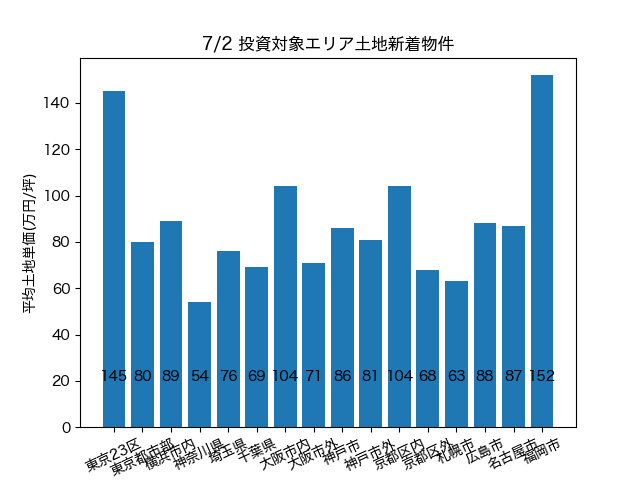 7/2 投資対象エリア土地新着物件
平均土地単価(万円/坪)
140
120
100
80
60
40
20
0
145 80 89 54 76 69 104 71 86 81 104 68 63 88 87 152
東京23区 東京都市部 横浜市内 神奈川県 埼玉県 千葉県 大阪市内 大阪市外 神戸市 神戸市外 京都区内 京都区外 札幌市 広島市 名古屋市 福岡市